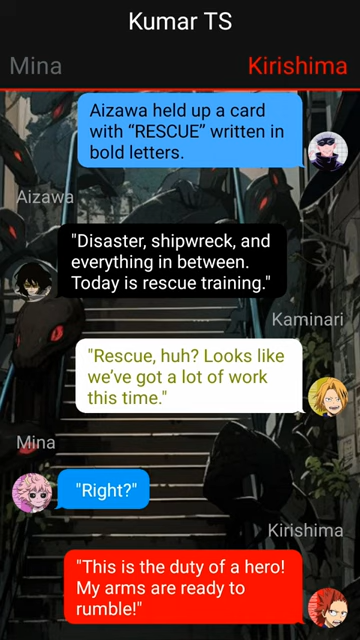 Kumar TS
Mina Kirishima
Aizawa held up a card
with “RESCUE” written in
bold letters.
Aizawa
"Disaster, shipwreck, and
everything in between.
Today is rescue training."
Kaminari
"Rescue, huh? Looks like
we’ve got a lot of work
this time."
Mina
"Right?"
Kirishima
"This is the duty of a hero!
My arms are ready to
rumble!"